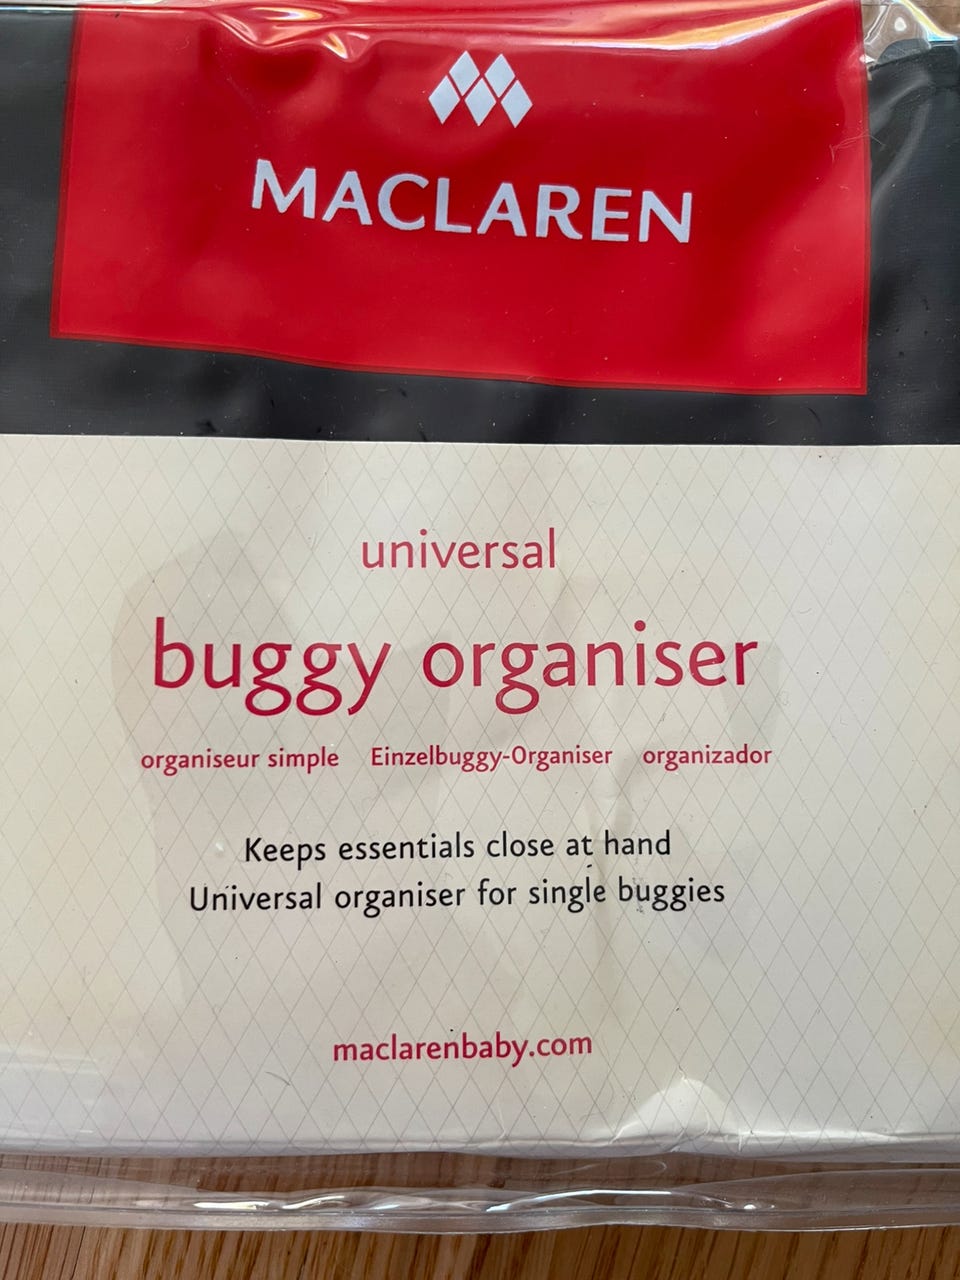 MACLAREN
universal
buggy organiser
organiseur simple Einzelbuggy-Organiser organizador
Keeps essentials close at hand
Universal organiser for single buggies
maclarenbaby.com